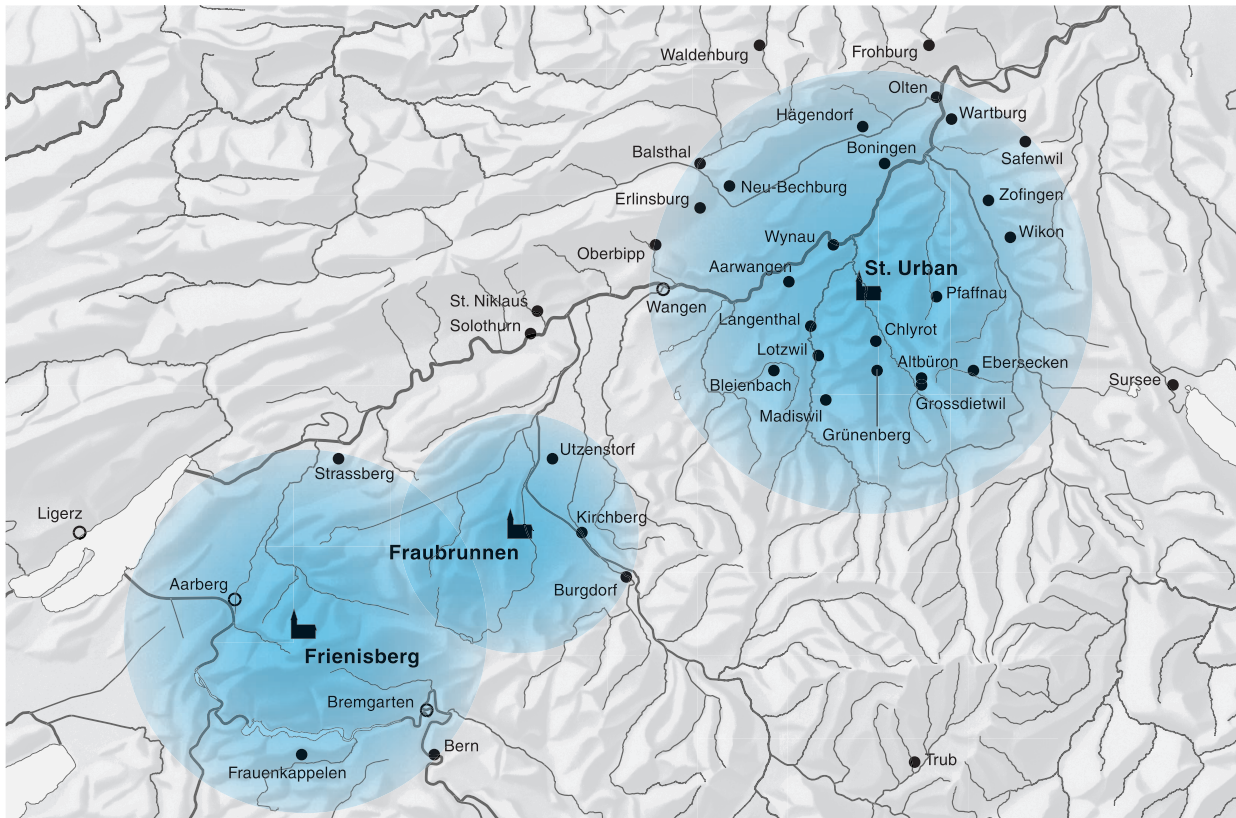 Waldenburg
Frohburg
Olten
Hägendorf
Wartburg
Boningen
Balsthal
Safenwil
Neu-Bechburg
Erlinsburg
Zofingen
Wynau
Wikon
Oberbipp
Aarwangen
St. Urban
St. Niklaus
Wangen
Pfaffnau
Solothurn
Langenthal
Chlyrot
Lotzwil
Altbüron
Ebersecken
Bleienbach
Sursee
Grossdietwil
Madiswil
Grünenberg
Utzenstorf
Strassberg
Ligerz
Kirchberg
Fraubrunnen
Aarberg
Burgdorf
Frienisberg
Bremgarten
Bern
Trub
Frauenkappelen